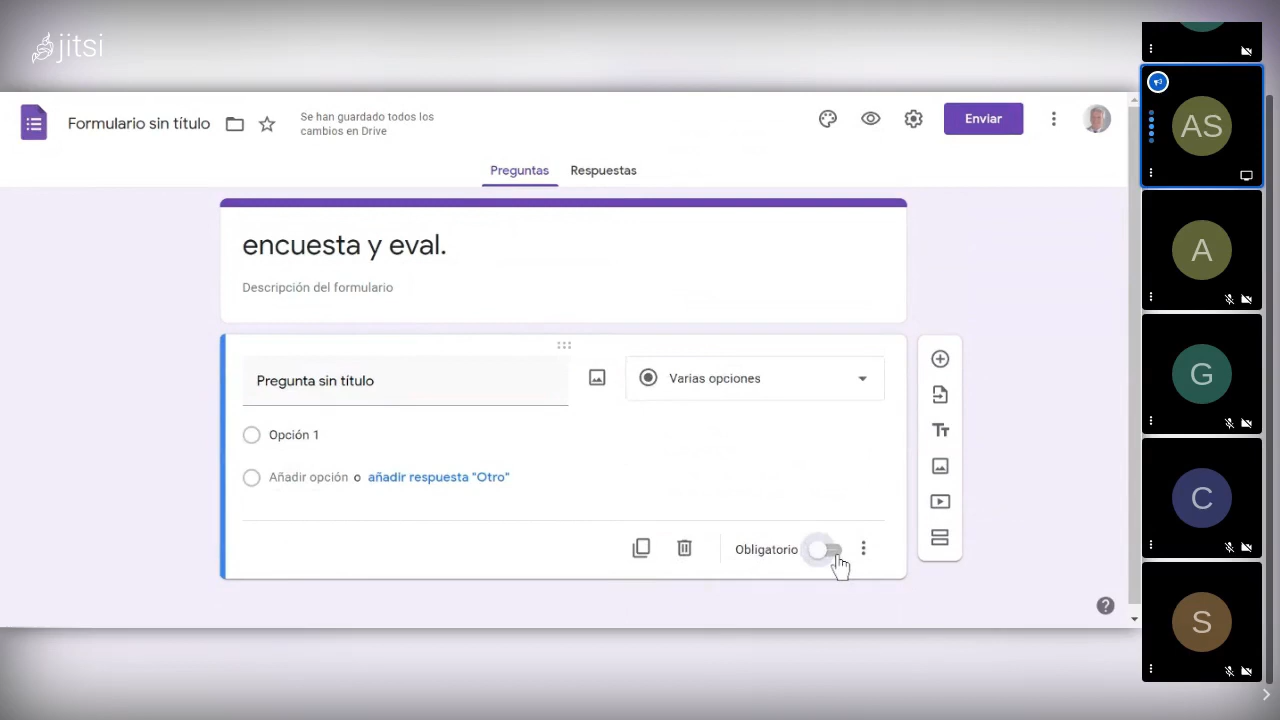 jitsi
Formulario sin título
Se han guardado todos los
cambios en Drive
Enviar
Preguntas
Respuestas
encuesta y eval.
Descripción del formulario
Pregunta sin título
Varias opciones
Opción 1
Añadir opción o añadir respuesta "Otro"
Obligatorio
Tt
AS
A
G
C
S